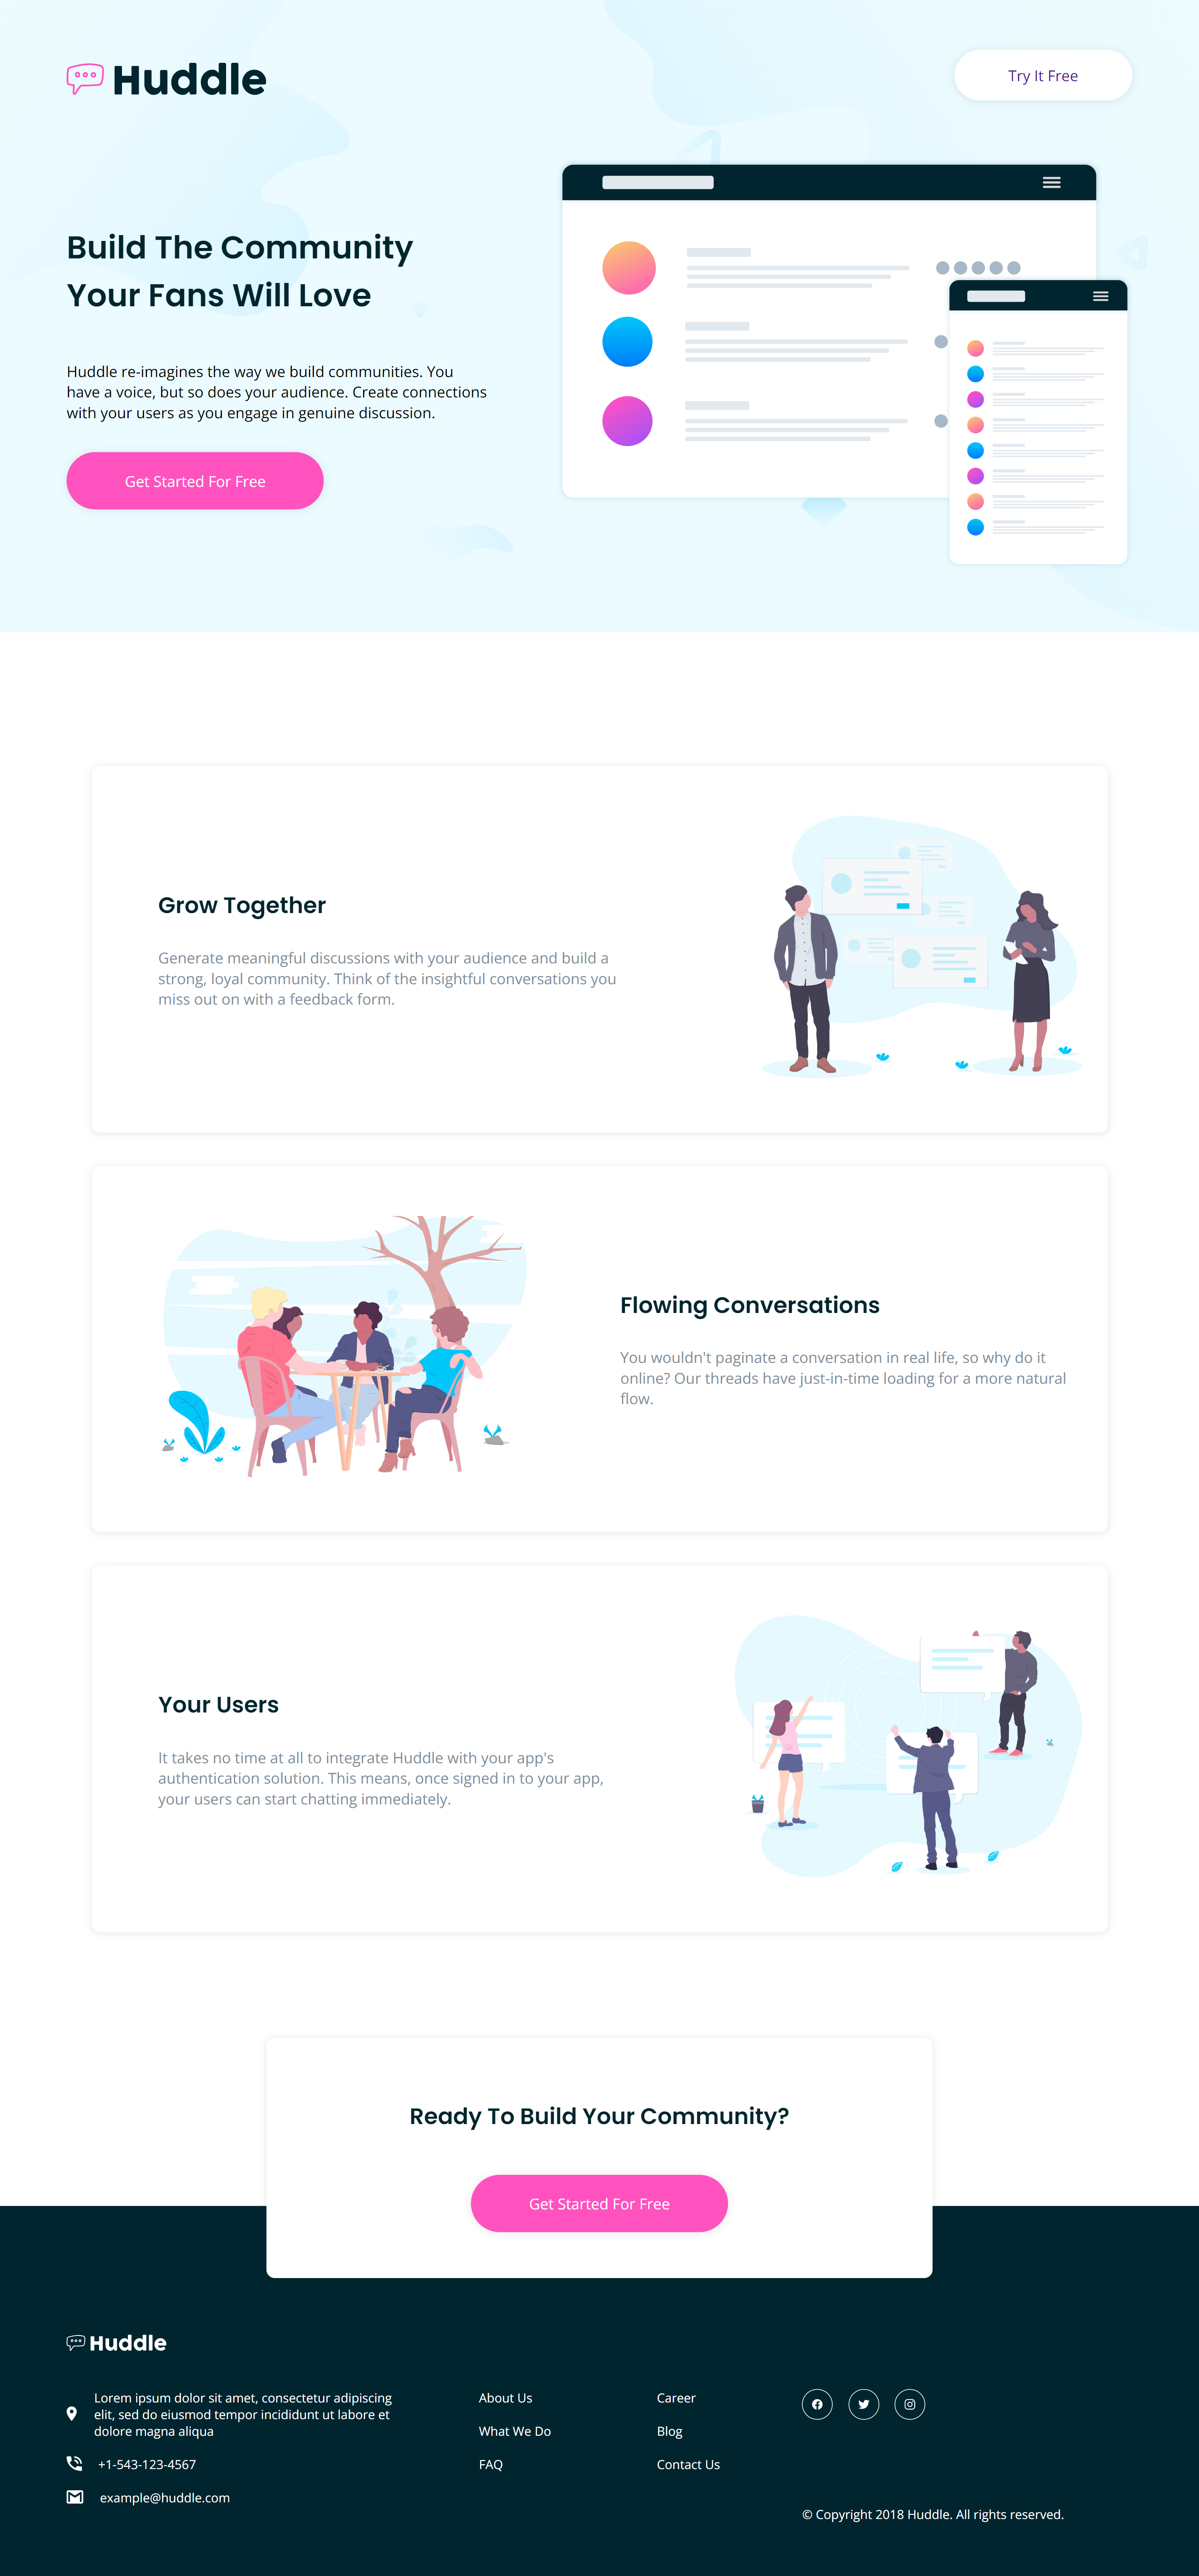 Huddle
Try It Free
Build The Community
Your Fans Will Love
Huddle re-imagines the way we build communities. You
have a voice, but so does your audience. Create connections
with your users as you engage in genuine discussion.
Get Started For Free
Grow Together
Generate meaningful discussions with your audience and build a
strong, loyal community. Think of the insightful conversations you
miss out on with a feedback form.
Flowing Conversations
You wouldn't paginate a conversation in real life, so why do it
online? Our threads have just-in-time loading for a more natural
flow.
Your Users
It takes no time at all to integrate Huddle with your app's
authentication solution. This means, once signed in to your app,
your users can start chatting immediately.
Ready To Build Your Community?
Get Started For Free
Huddle
Lorem ipsum dolor sit amet, consectetur adipiscing
elit, sed do eiusmod tempor incididunt ut labore et
dolore magna aliqua
+1-543-123-4567
example@huddle.com
About Us
What We Do
FAQ
Career
Blog
Contact Us
© Copyright 2018 Huddle. All rights reserved.